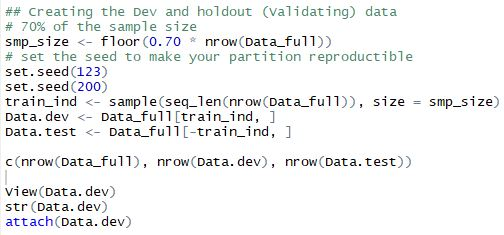 ## Creating the Dev and holdout (Validating) data
# 70% of the sample size
smp_size <- floor(0.70 * nrow(Data_full))
# set the seed to make your partition reproductible
set.seed(123)
set.seed(200)
train_ind <- sample(seq_len(nrow(Data_full)), size = smp_size)
Data.dev <- Data_full[train_ind, ]
Data.test <- Data_full[-train_ind, ]
c(nrow(Data_full), nrow(Data.dev), nrow(Data.test))
View(Data.dev)
str(Data.dev)
attach(Data.dev)